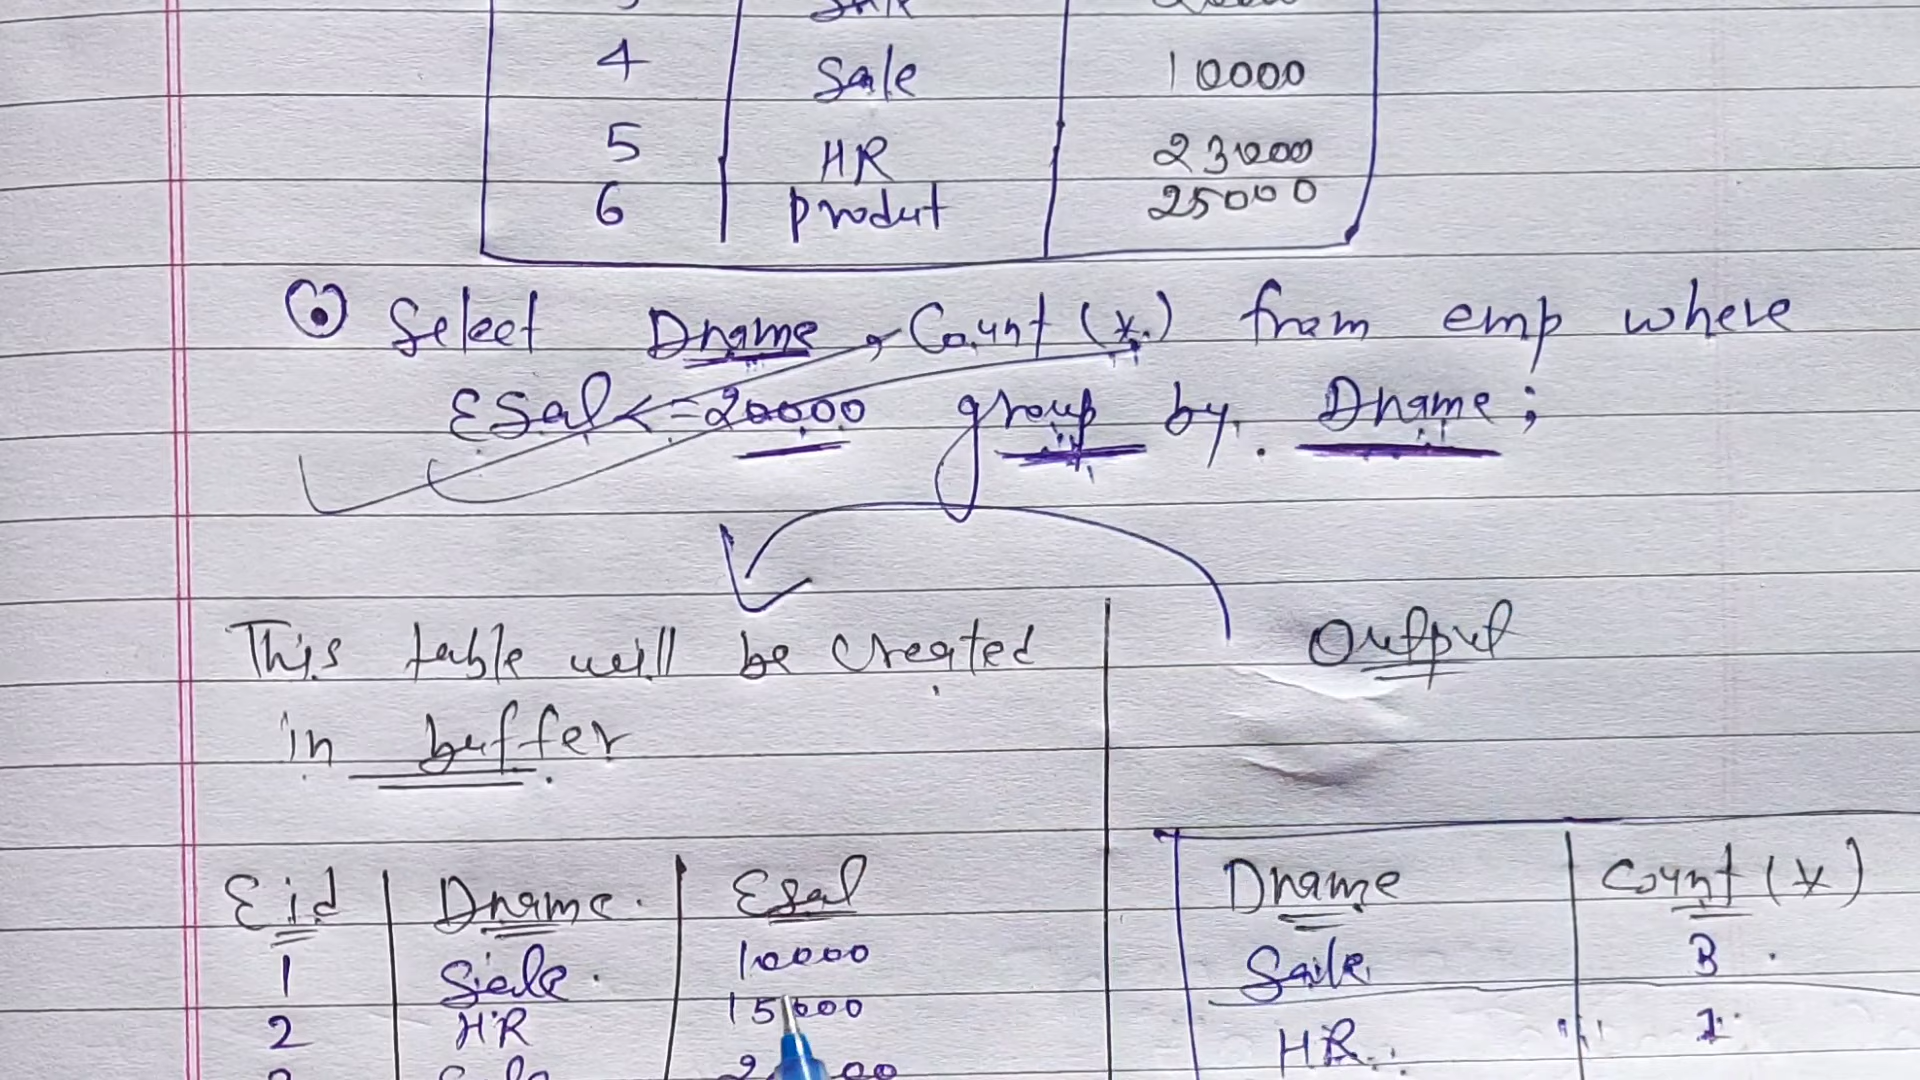 4 Sale 10000
5 HR 23000
6 Produt 25000
Select Dname, Count (*) from emp where
ESal<=20000 group by Dname;
This table will be created
in buffer
Output
Eid Dname Esal
1 Sale 10000
2 HR 15000
Dname Count (*)
Sale 3
HR 1